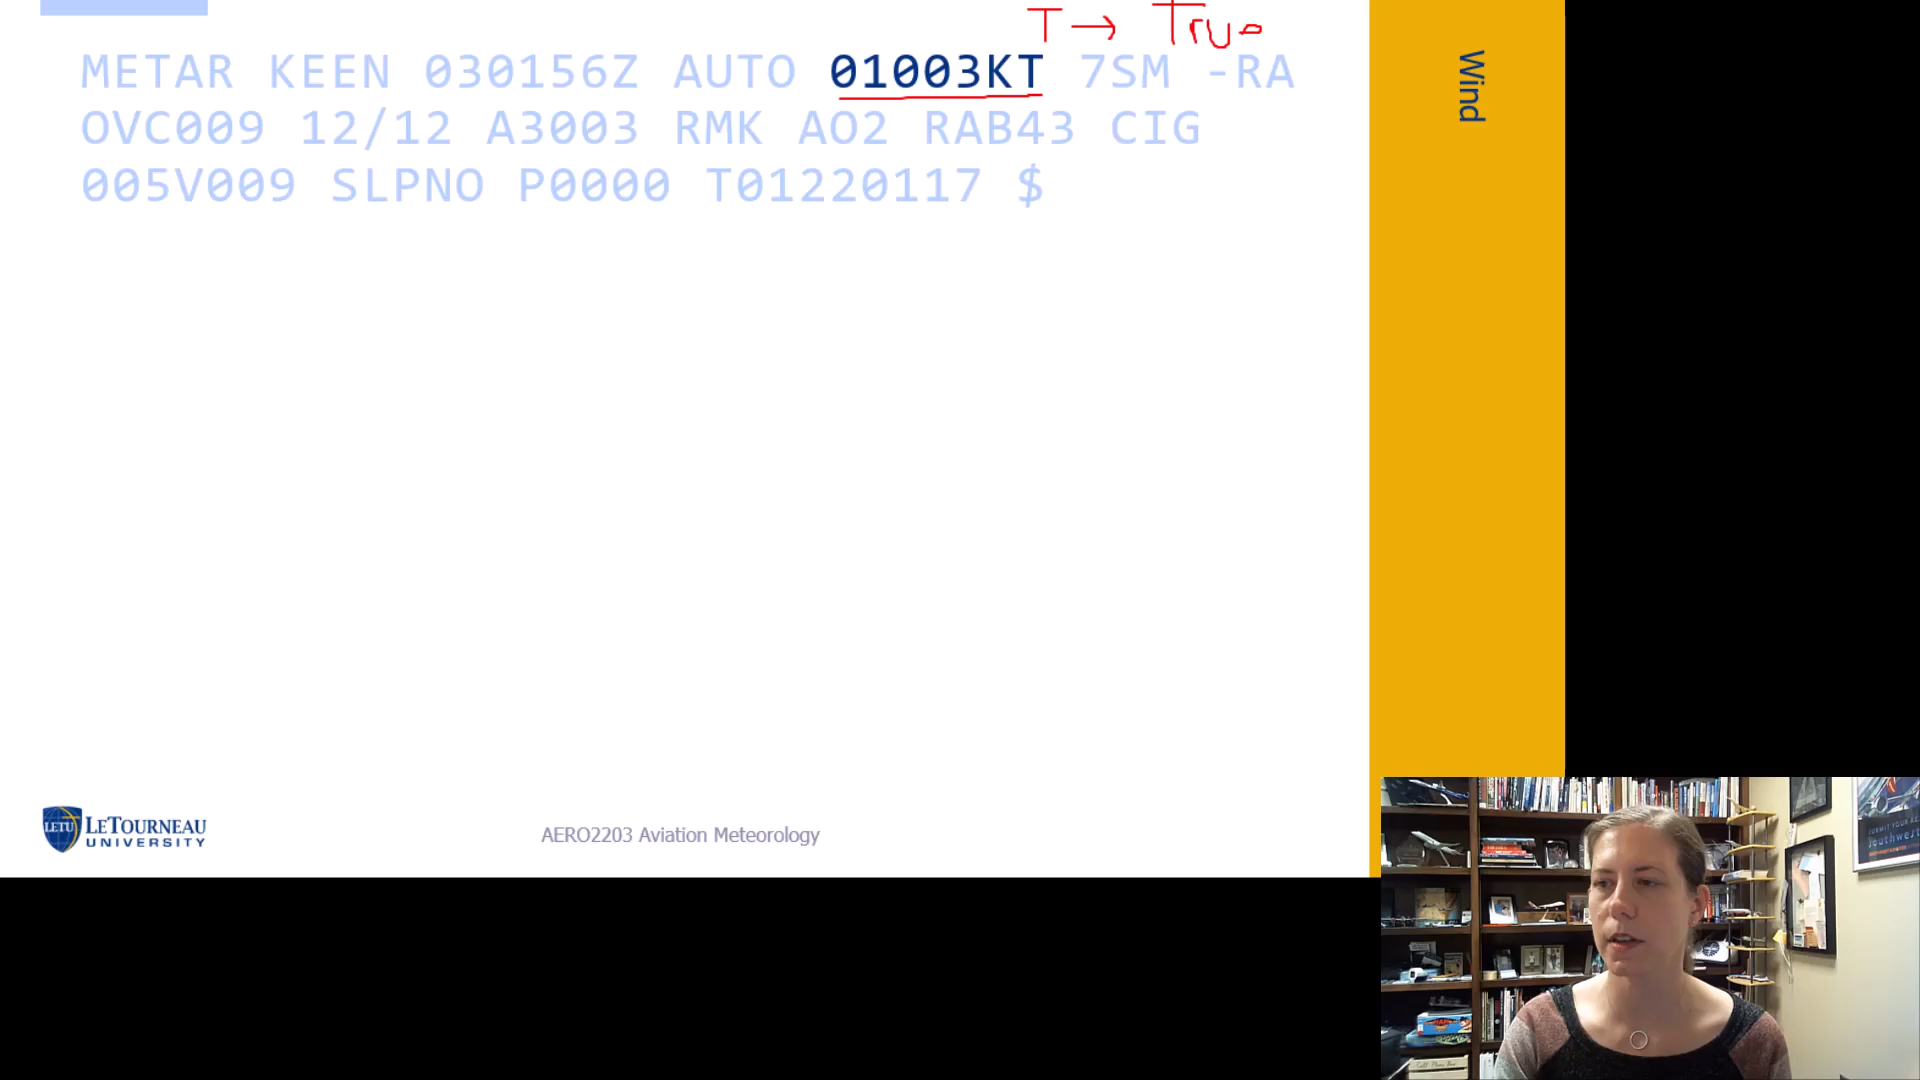 T → True
METAR KEEN 030156Z AUTO 01003KT 7SM -RA
OVC009 12/12 A3003 RMK AO2 RAB43 CIG
005V009 SLPNO P0000 T01220117 $
Wind
LETU
LETOURNEAU
UNIVERSITY
AERO2203 Aviation Meteorology
Southwest